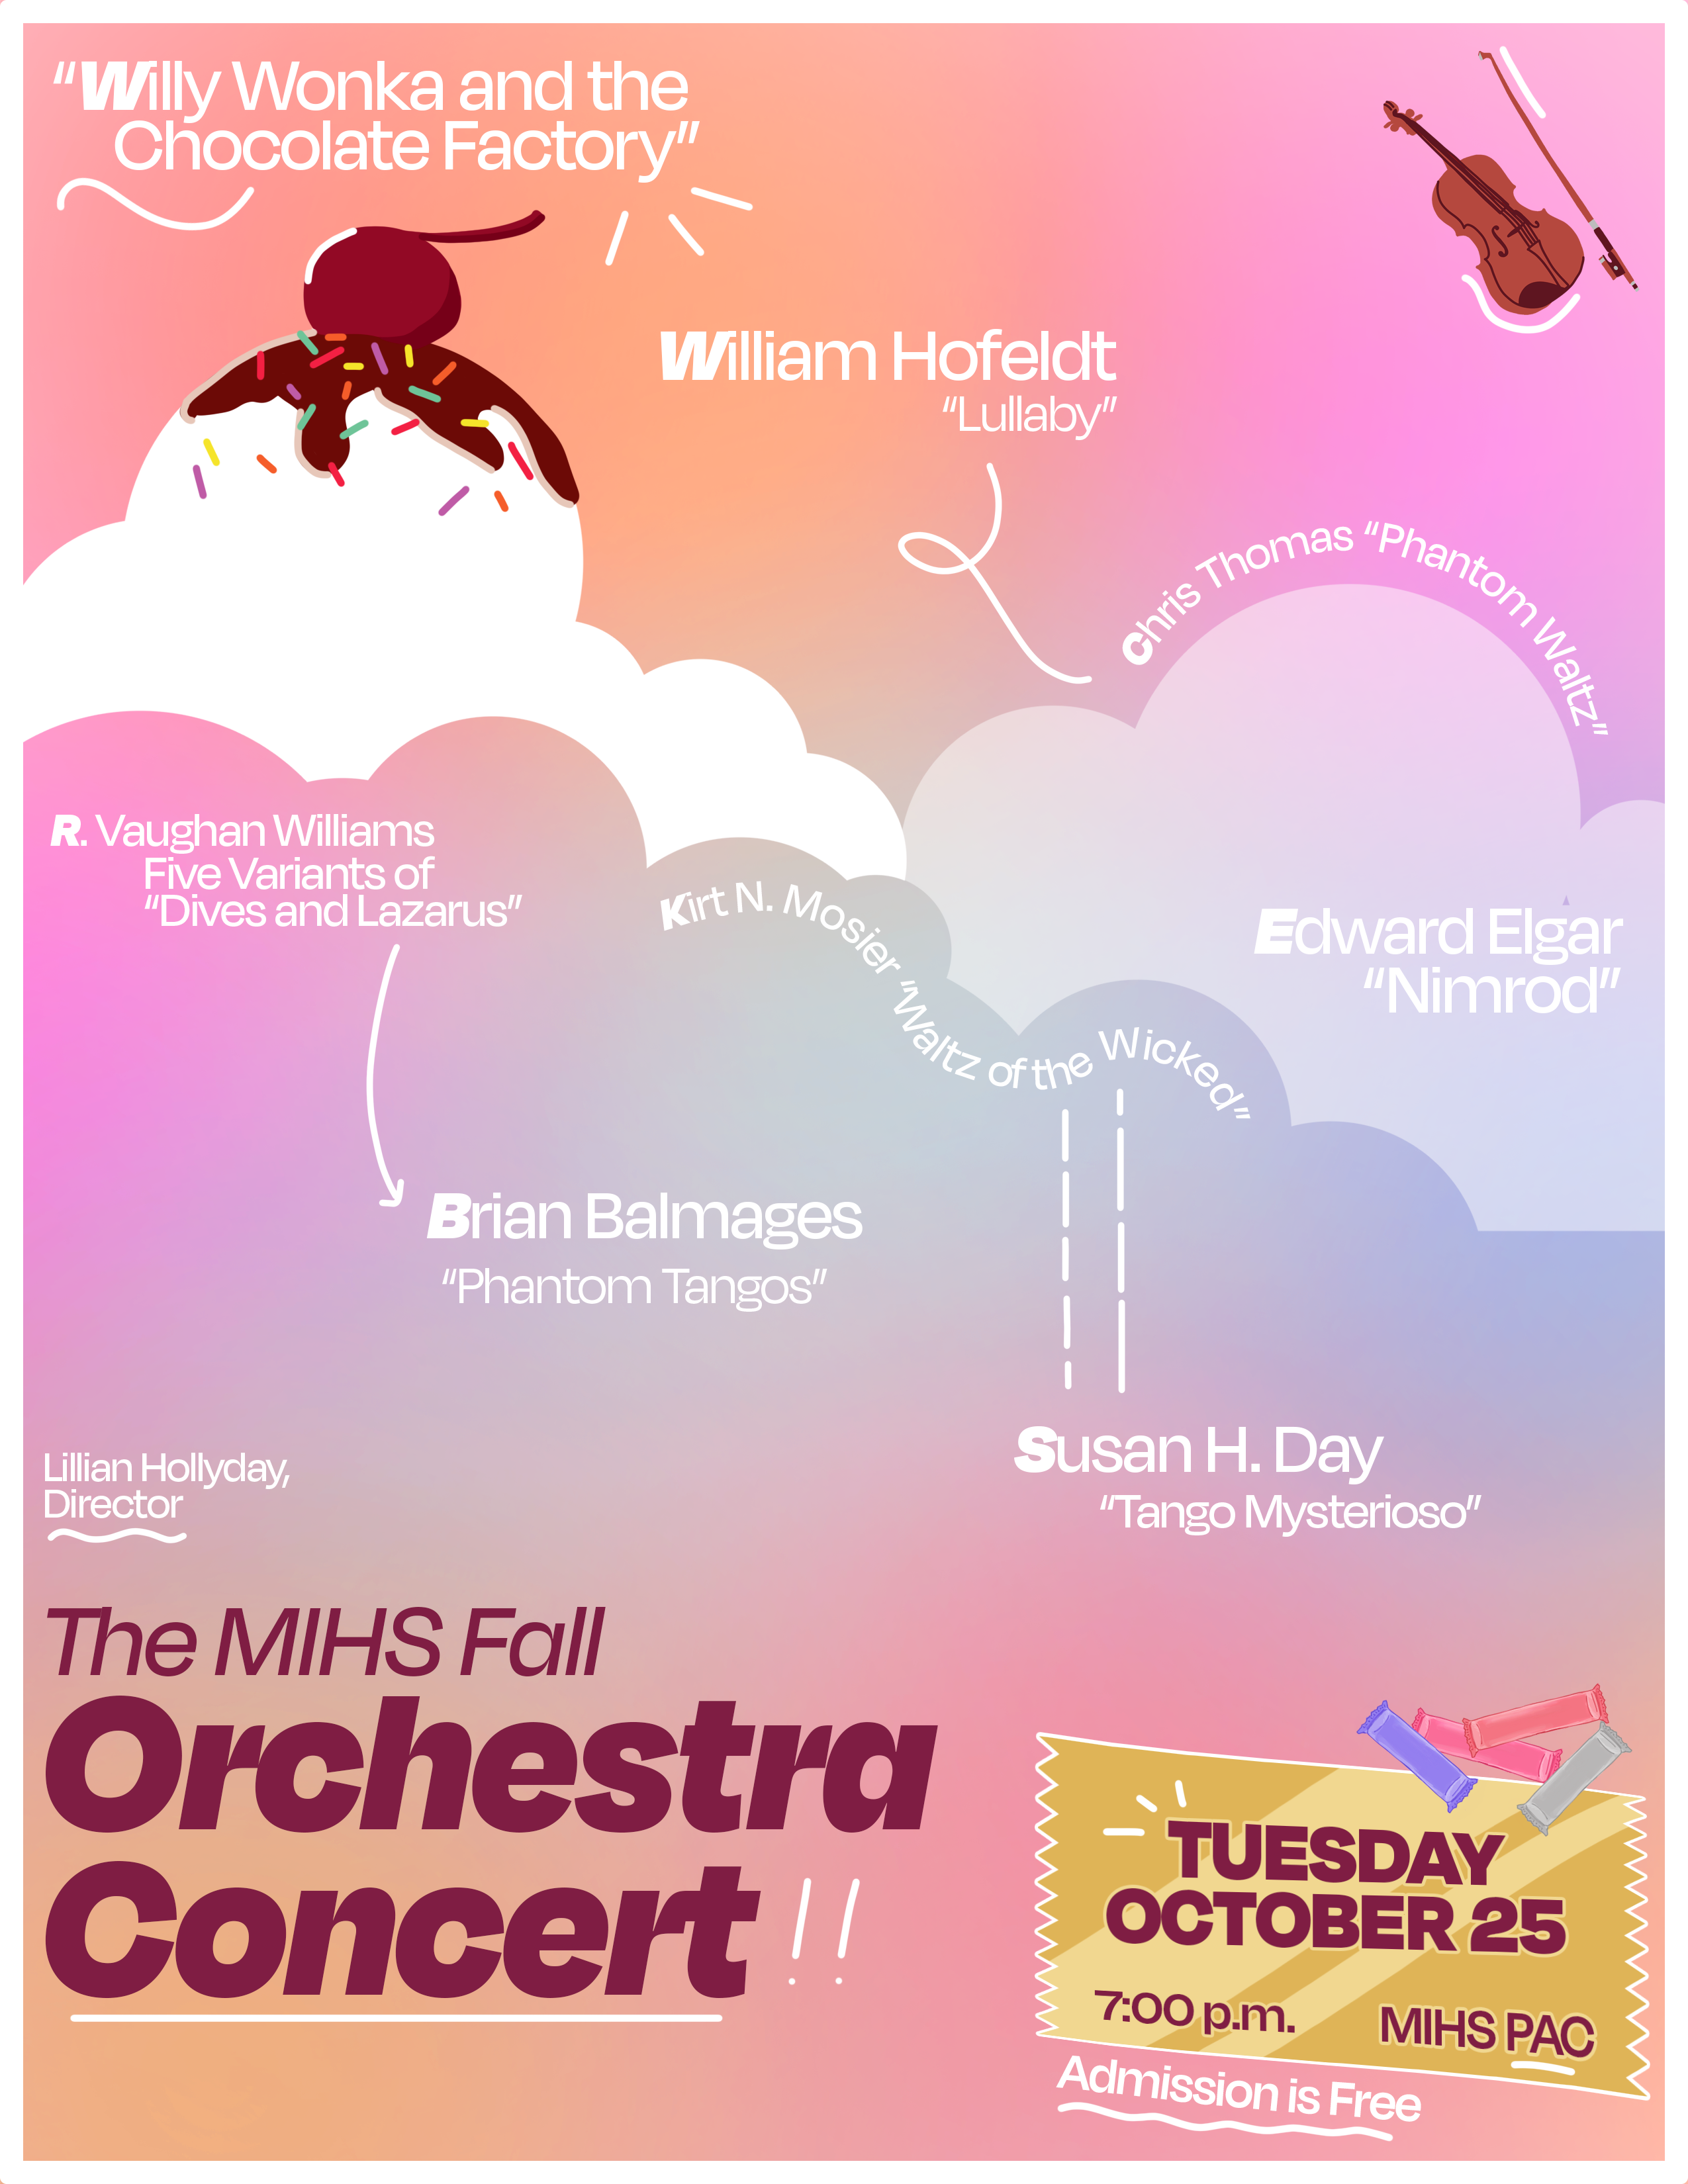 “Willy Wonka and the
Chocolate Factory”
William Hofeldt
“Lullaby”
Chris Thomas “Phantom Waltz”
R. Vaughan Williams
Five Variants of
“Dives and Lazarus”
Kirt N. Mosier “Waltz of the Wicked”
Edward Elgar
“Nimrod”
Brian Balmages
“Phantom Tangos”
Susan H. Day
“Tango Mysterioso”
Lillian Hollyday,
Director
The MIHS Fall
Orchestra
Concert !!
TUESDAY
OCTOBER 25
7:00 p.m. MIHS PAC
Admission is Free